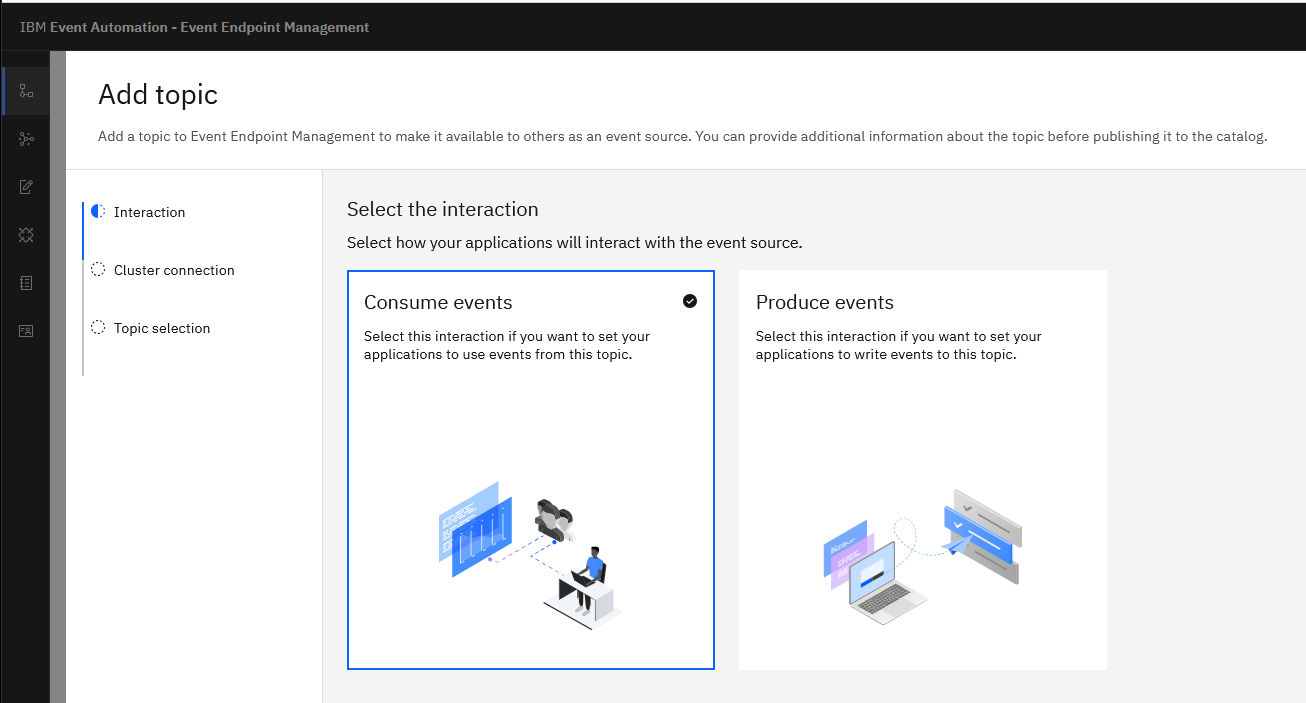 IBM Event Automation - Event Endpoint Management
Add topic
Add a topic to Event Endpoint Management to make it available to others as an event source. You can provide additional information about the topic before publishing it to the catalog.
Interaction
Cluster connection
Topic selection
Select the interaction
Select how your applications will interact with the event source.
Consume events
Select this interaction if you want to set your
applications to use events from this topic.
Produce events
Select this interaction if you want to set your
applications to write events to this topic.